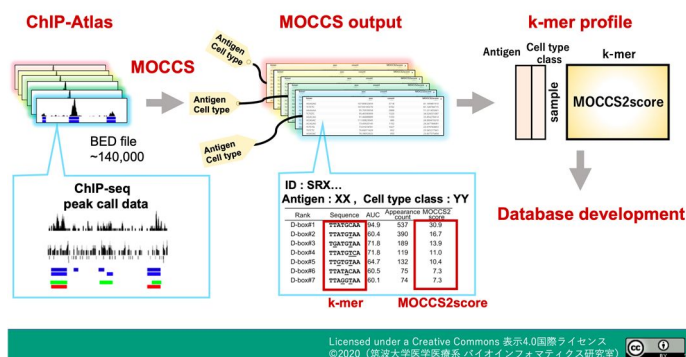 ChIP-Atlas
MOCCS output
k-mer profile
MOCCS
Antigen
Cell type
Antigen
Cell type
Antigen
Cell type
Antigen
Cell type
class
k-mer
sample
MOCCS2score
BED file
~140,000
ChIP-seq
peak call data
ID : SRX...
Antigen : XX , Cell type class : YY
Rank Sequence AUC Appearance count MOCCS2 score
D-box#1 TTATGCAA 94.9 537 30.9
D-box#2 TTATGTAA 60.4 390 16.7
D-box#3 TGATGTAA 71.8 189 13.9
D-box#4 TTATGTCA 71.8 119 11.0
D-box#5 TTGTGTAA 64.7 132 10.4
D-box#6 TTATACAA 60.5 75 7.3
D-box#7 TTAGGTAA 60.1 74 7.3
k-mer
MOCCS2score
Database development
Licensed under a Creative Commons 表示4.0国際ライセンス
©2020（筑波大学医学医療系 バイオインフォマティクス研究室）
cc
BY